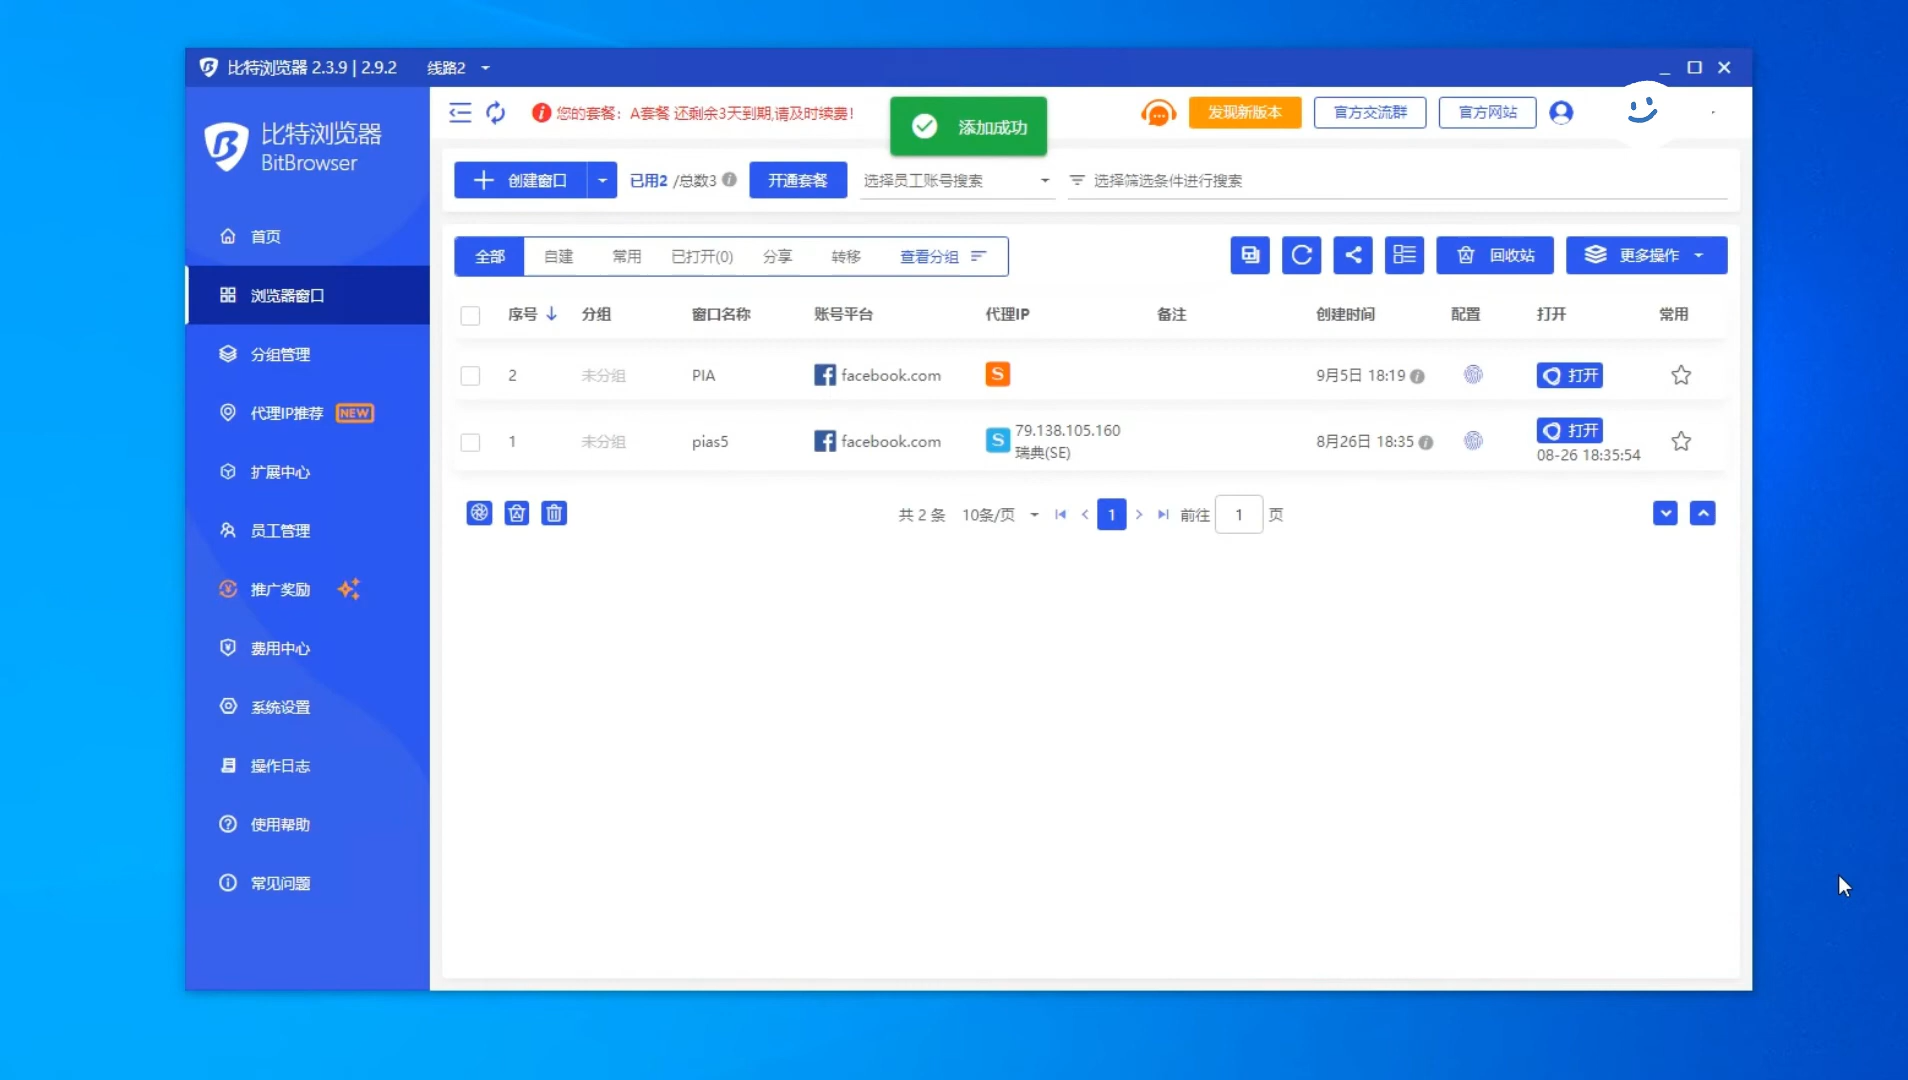 比特浏览器 2.3.9 | 2.9.2 线路2
比特浏览器
BitBrowser
您的套餐：A套餐 还剩余3天到期,请及时续费！
添加成功
发现新版本
官方交流群
官方网站
创建窗口
已用2 /总数3
开通套餐
选择员工账号搜索
选择筛选条件进行搜索
首页
浏览器窗口
分组管理
代理IP推荐 NEW
扩展中心
员工管理
推广奖励
费用中心
系统设置
操作日志
使用帮助
常见问题
全部 自建 常用 已打开(0) 分享 转移 查看分组
回收站
更多操作
序号 分组 窗口名称 账号平台 代理IP 备注 创建时间 配置 打开 常用
2 未分组 PIA facebook.com S 9月5日 18:19 打开
1 未分组 pias5 facebook.com S 79.138.105.160 8月26日 18:35 打开
瑞典(SE) 08-26 18:35:54
共 2 条 10条/页 1 前往 1 页